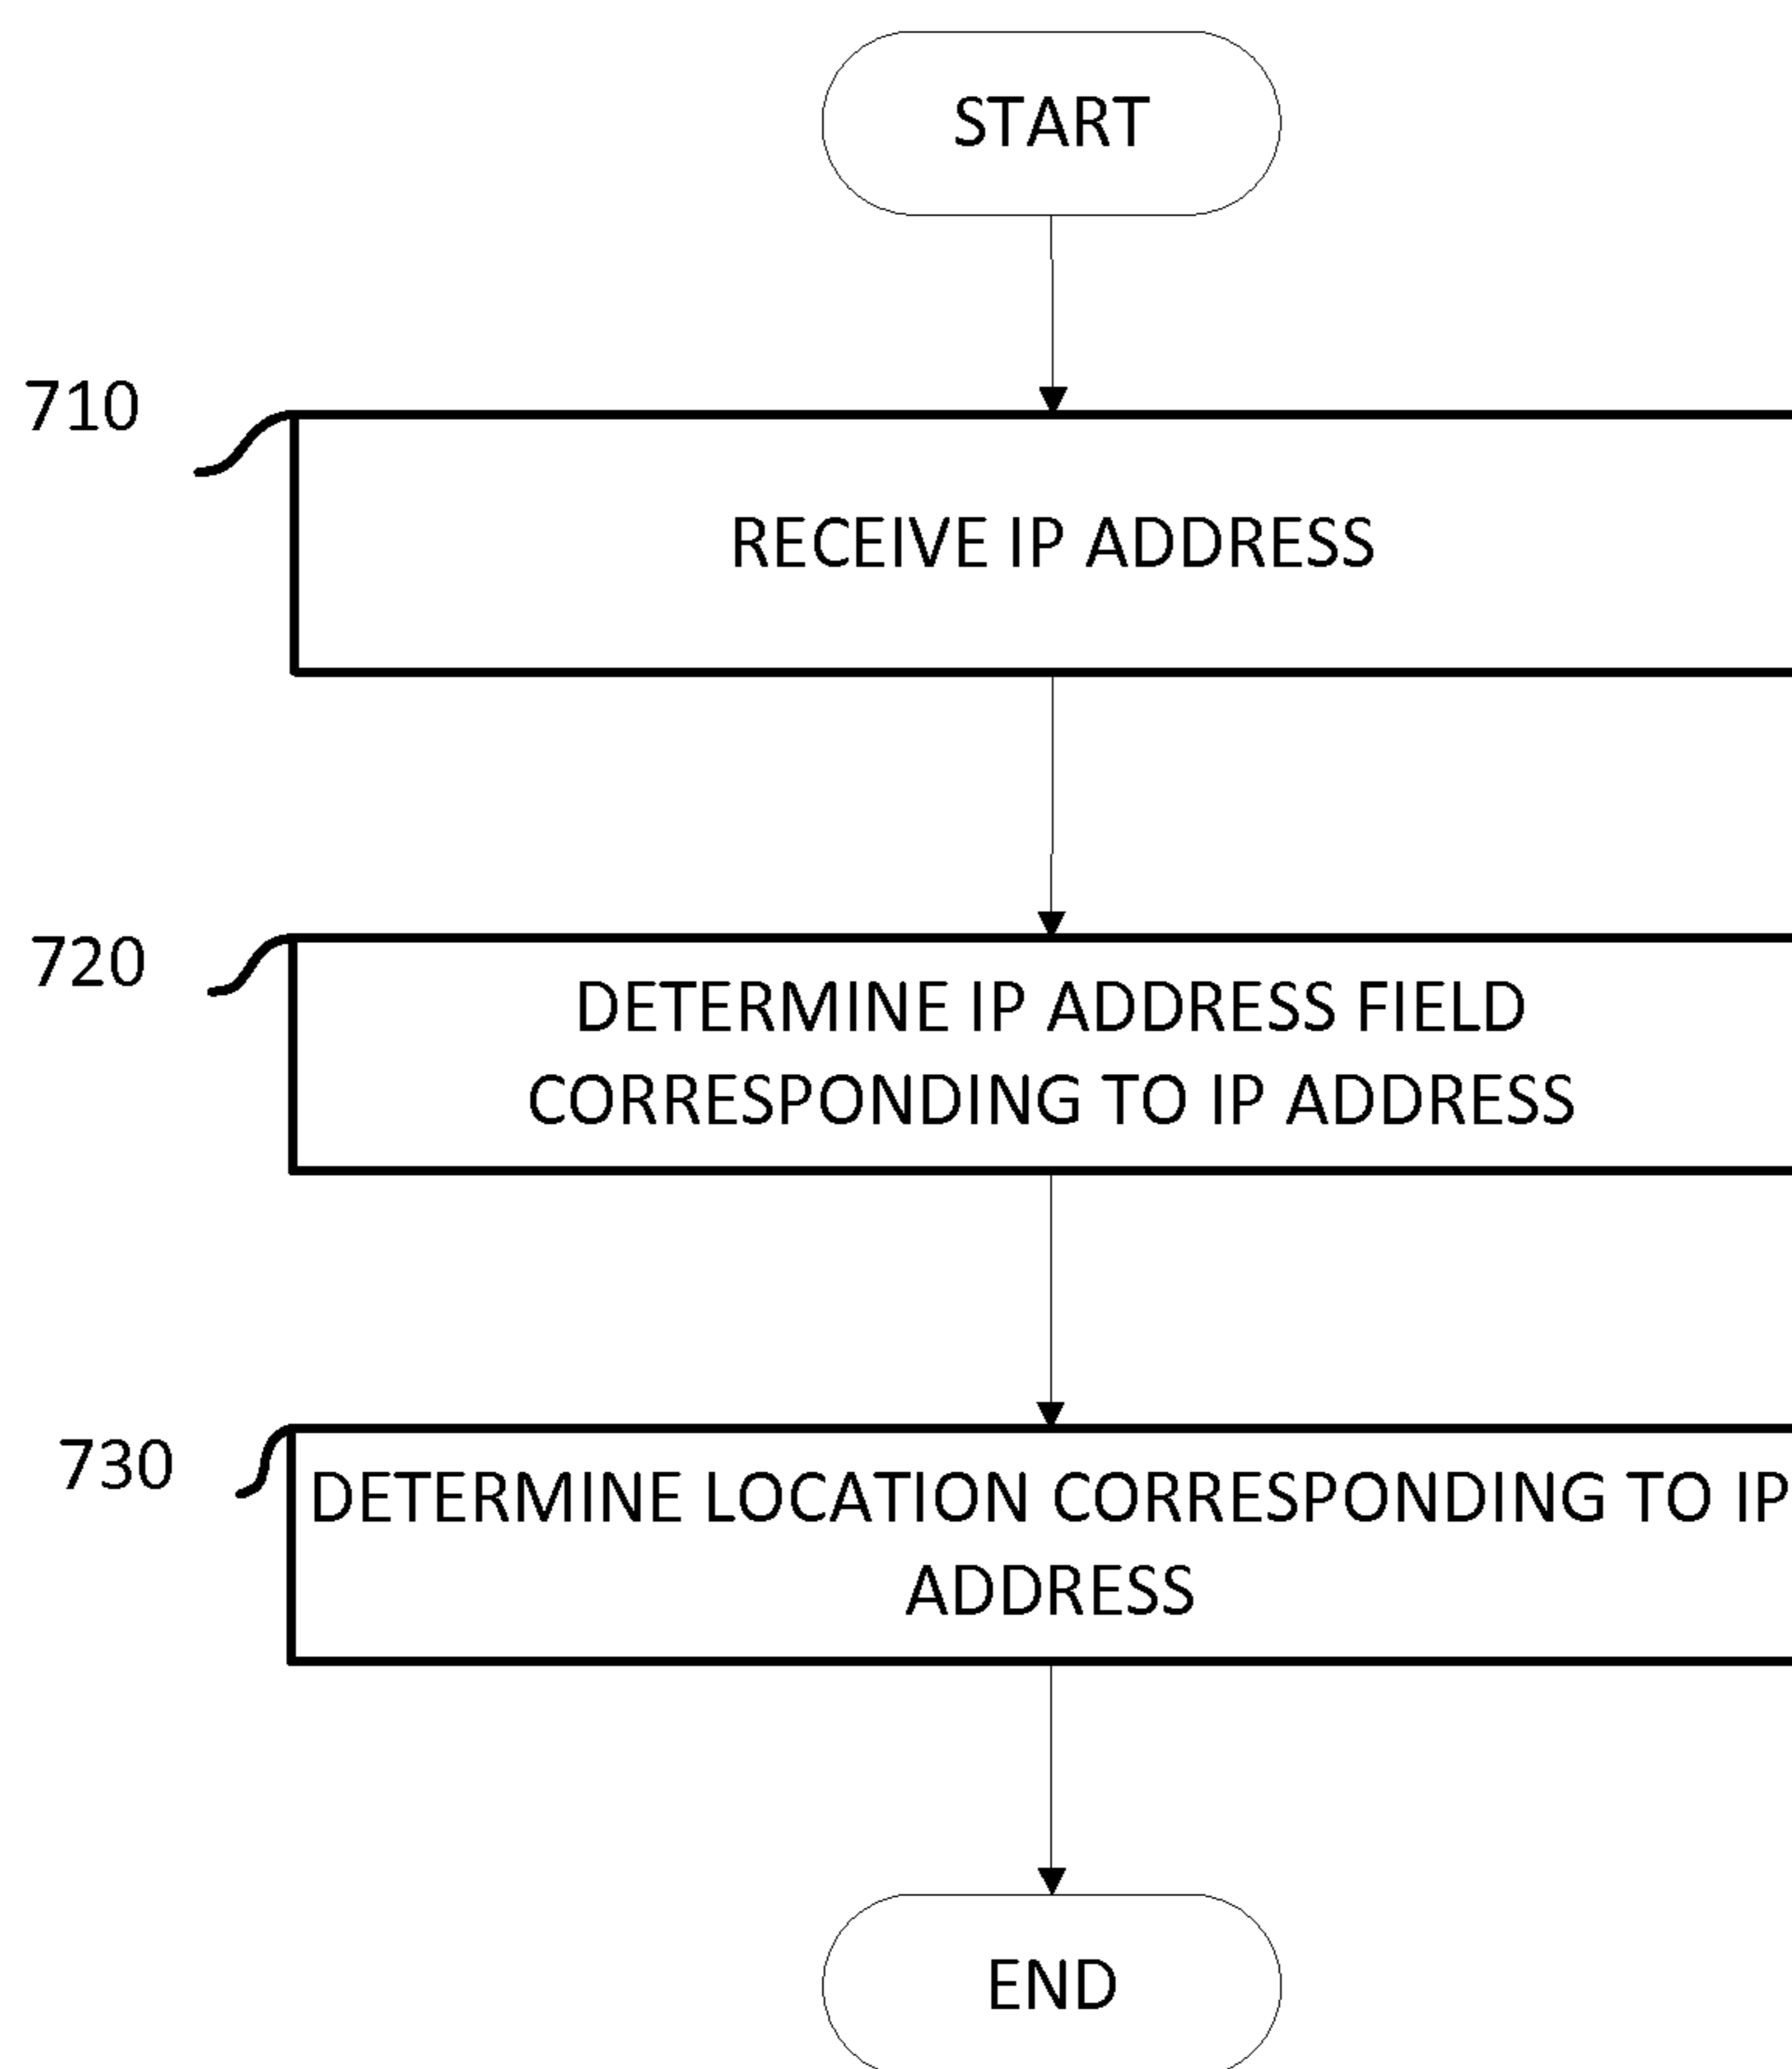 START
710
RECEIVE IP ADDRESS
720
DETERMINE IP ADDRESS FIELD
CORRESPONDING TO IP ADDRESS
730
DETERMINE LOCATION CORRESPONDING TO IP
ADDRESS
END